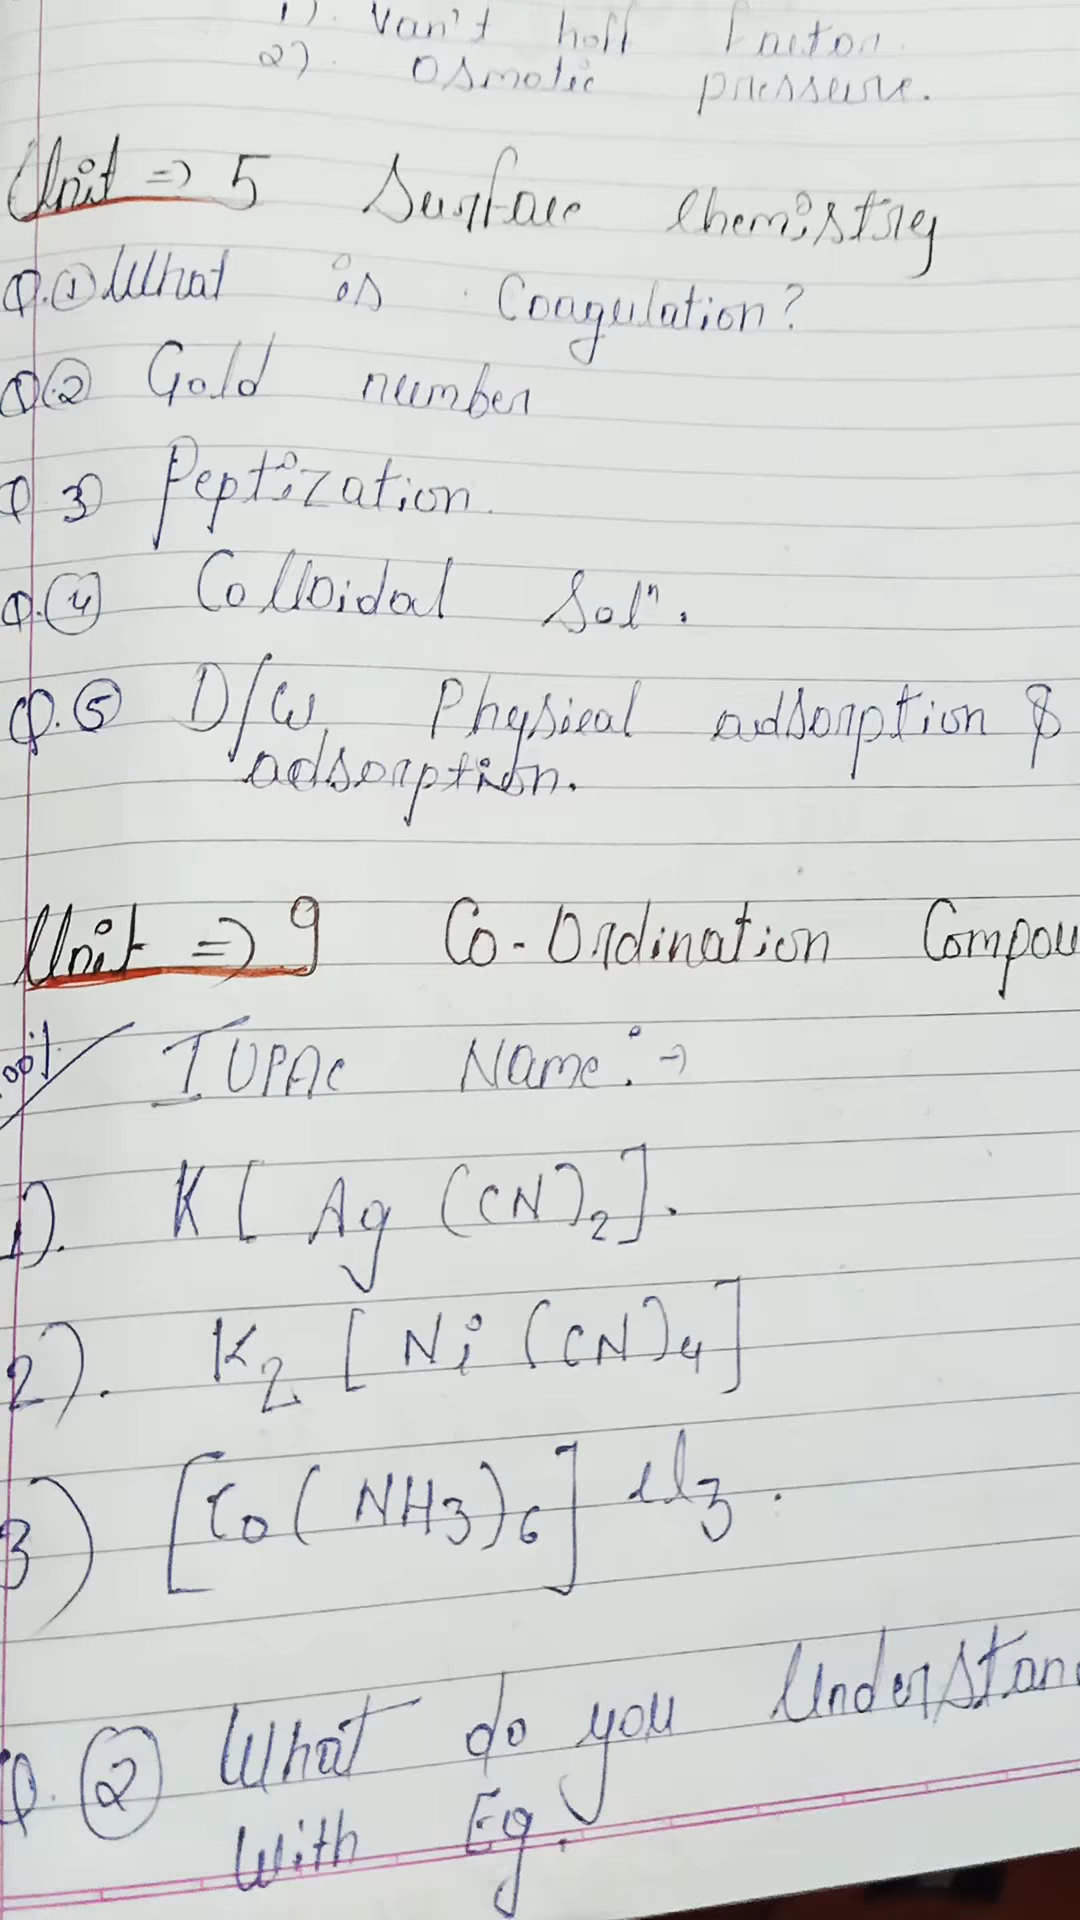 1). Van't hoff Factor.
2). Osmotic pressure.
Unit => 5 Surface Chemistry
Q.① What is Coagulation?
Q.② Gold number
Q 3) Peptization.
Q.④ Colloidal Solⁿ.
Q.⑤ D/W Physical adsorption &
adsorption.
Unit => 9 Co-Ordination Compou
00%
IUPAC Name:→
1). K[Ag(CN)₂].
2). K₂[Ni(CN)₄]
3) [Co(NH3)₆]Cl₃.
Q.② What do you Understan
With Eg.